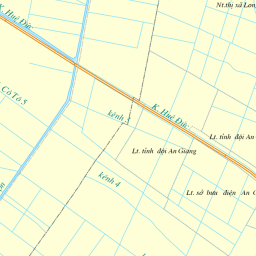 Nt.thị xã Lon
K. Huệ Đức
Cô Tô 5
kênh
K. Huệ Đức
Lt. tỉnh đội An
Lt. tỉnh đội An Giang
kênh 4
Lt. sở bưu điện An G